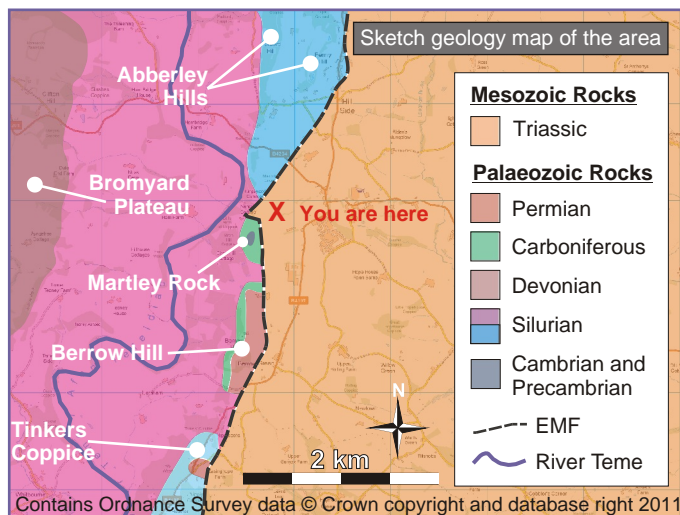 Sketch geology map of the area
Abberley
Hills
Bromyard
Plateau
X You are here
Martley Rock
Berrow Hill
Tinkers
Coppice
N
2 km
Mesozoic Rocks
Triassic
Palaeozoic Rocks
Permian
Carboniferous
Devonian
Silurian
Cambrian and
Precambrian
EMF
River Teme
Contains Ordnance Survey data © Crown copyright and database right 2011